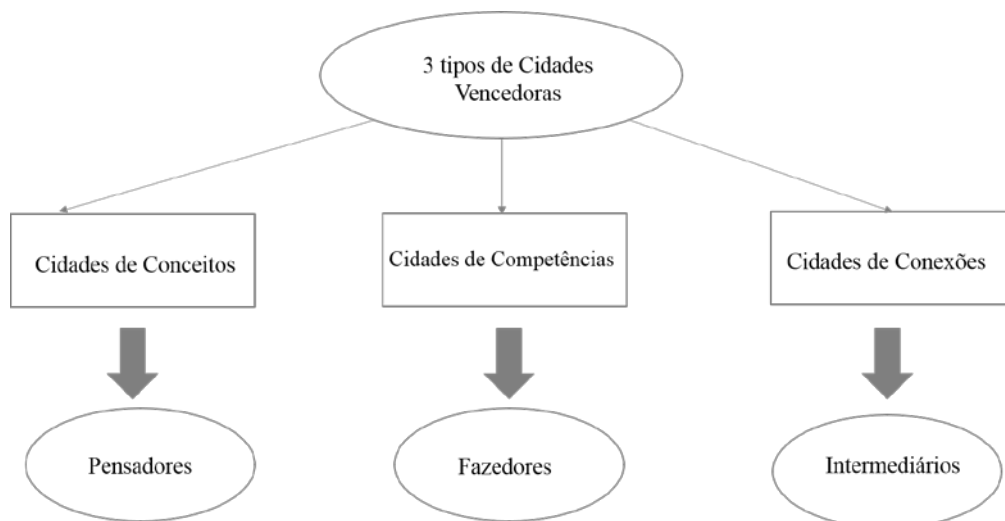 3 tipos de Cidades
Vencedoras
Cidades de Conceitos
Cidades de Competências
Cidades de Conexões
Pensadores
Fazedores
Intermediários